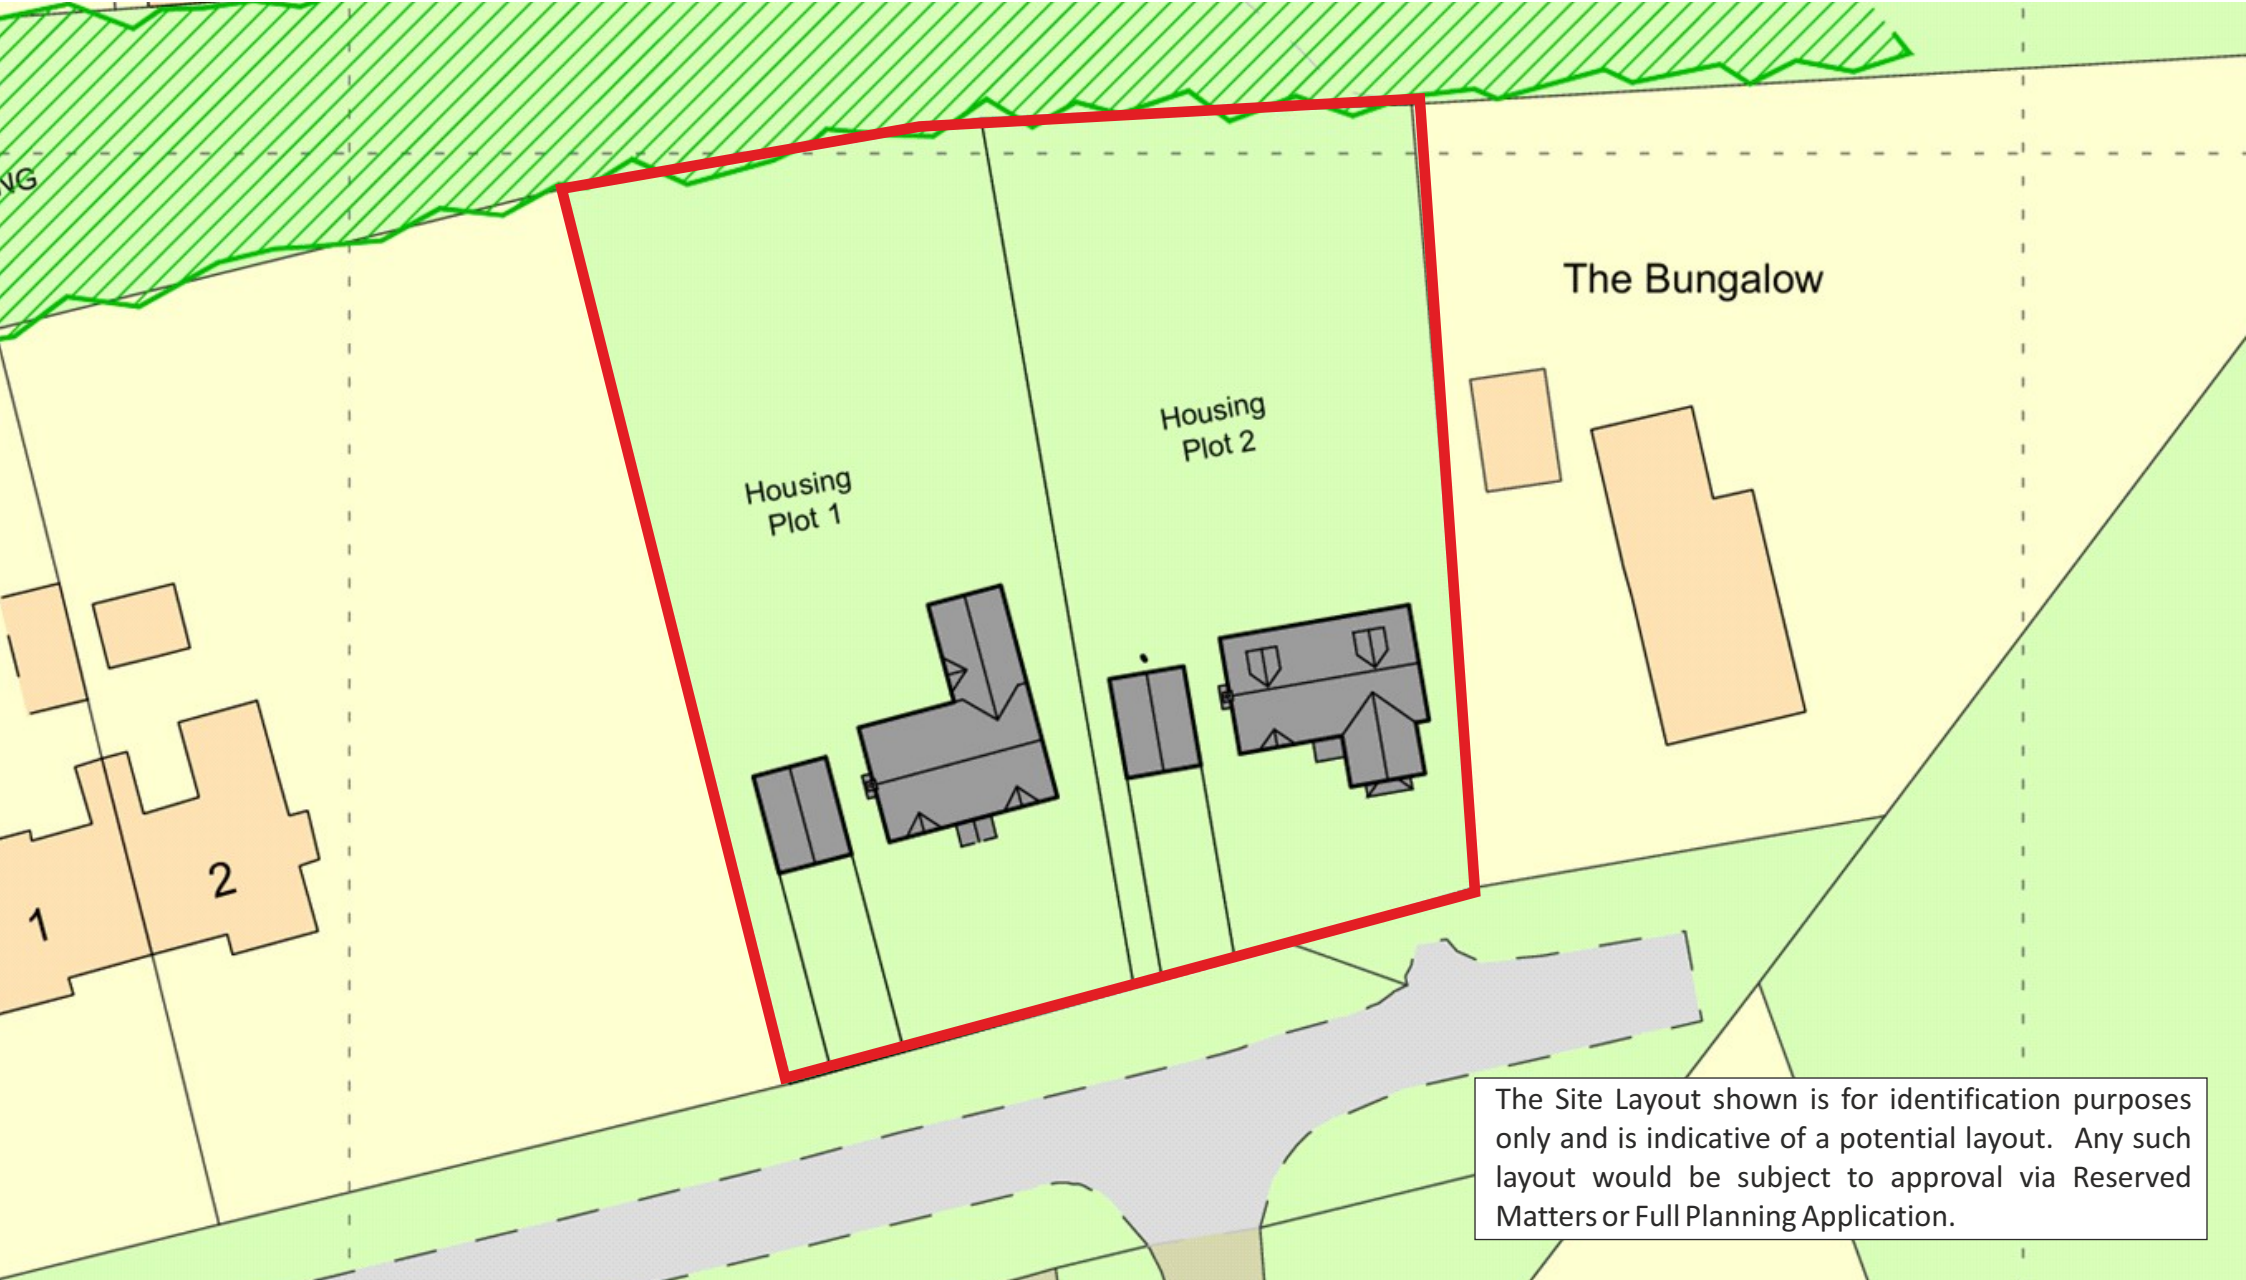 NG
The Bungalow
Housing
Plot 2
Housing
Plot 1
2
1
The Site Layout shown is for identification purposes
only and is indicative of a potential layout. Any such
layout would be subject to approval via Reserved
Matters or Full Planning Application.